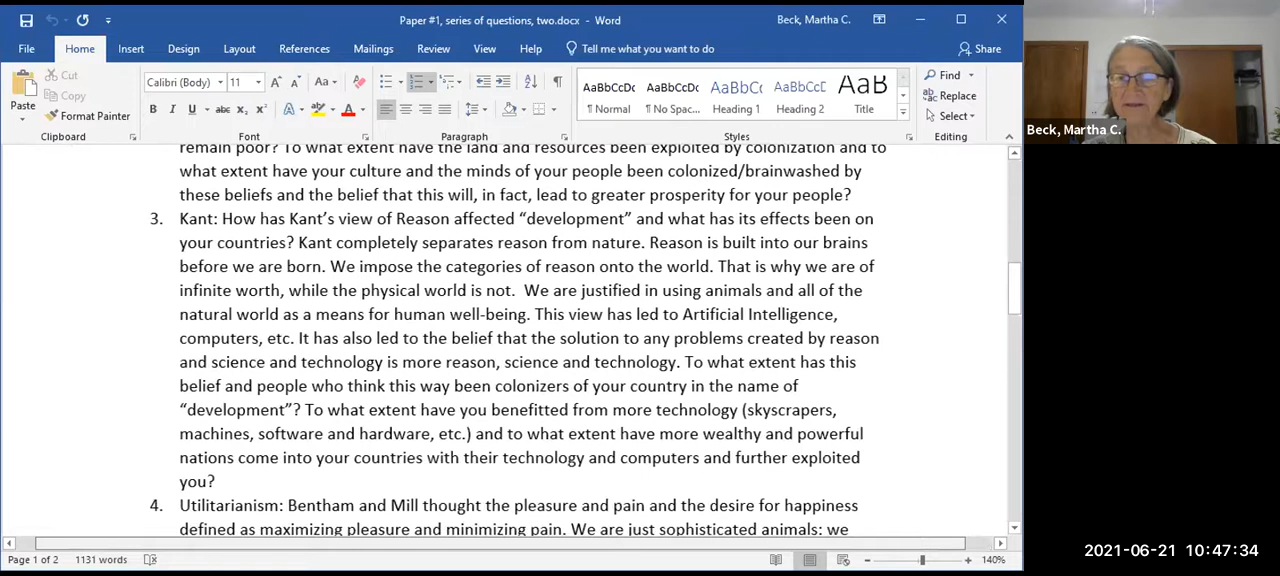 Paper #1, series of questions, two.docx - Word
Beck, Martha C.
File Home Insert Design Layout References Mailings Review View Help Tell me what you want to do Share
Paste
Cut
Copy
Format Painter
Clipboard
Calibri (Body) 11
Font
Paragraph
AaBbCcDc AaBbCcDc AaBbCc AaBbCcD AaB
¶ Normal ¶ No Spac... Heading 1 Heading 2 Title
Styles
Find
Replace
Select
Editing
Beck, Martha C.
remain poor? To what extent have the land and resources been exploited by colonization and to
what extent have your culture and the minds of your people been colonized/brainwashed by
these beliefs and the belief that this will, in fact, lead to greater prosperity for your people?
3. Kant: How has Kant's view of Reason affected “development” and what has its effects been on
your countries? Kant completely separates reason from nature. Reason is built into our brains
before we are born. We impose the categories of reason onto the world. That is why we are of
infinite worth, while the physical world is not. We are justified in using animals and all of the
natural world as a means for human well-being. This view has led to Artificial Intelligence,
computers, etc. It has also led to the belief that the solution to any problems created by reason
and science and technology is more reason, science and technology. To what extent has this
belief and people who think this way been colonizers of your country in the name of
“development”? To what extent have you benefitted from more technology (skyscrapers,
machines, software and hardware, etc.) and to what extent have more wealthy and powerful
nations come into your countries with their technology and computers and further exploited
you?
4. Utilitarianism: Bentham and Mill thought the pleasure and pain and the desire for happiness
defined as maximizing pleasure and minimizing pain. We are just sophisticated animals: we
Page 1 of 2 1131 words
140%
2021-06-21 10:47:34